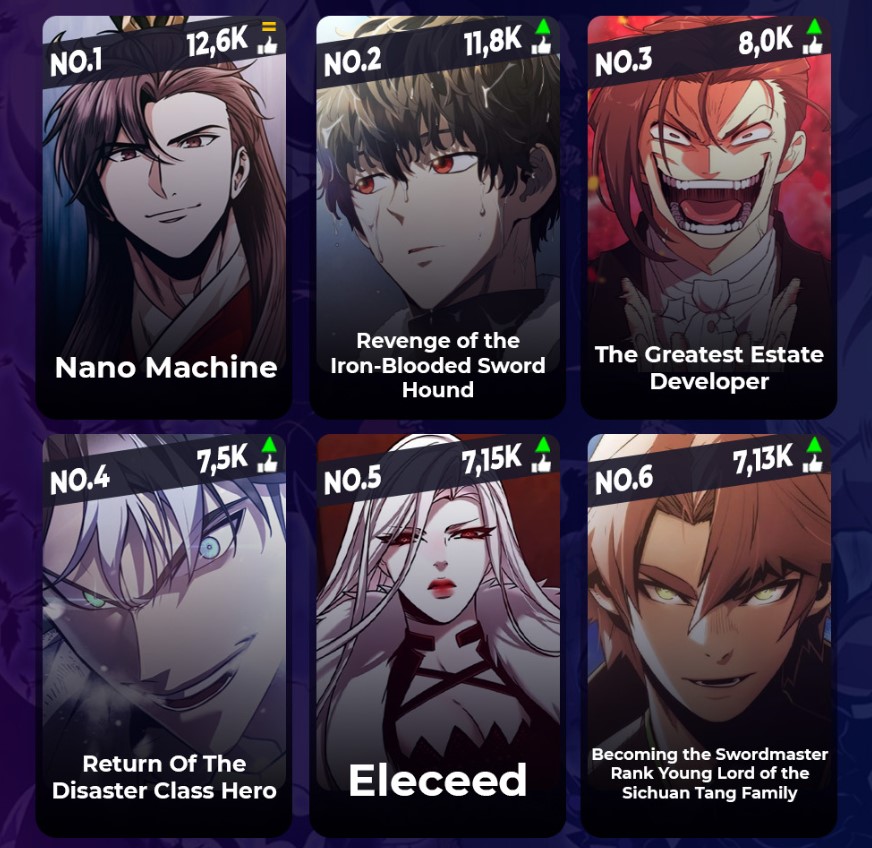 NO.1 12,6K
Nano Machine
NO.2 11,8K
Revenge of the
Iron-Blooded Sword
Hound
NO.3 8,0K
The Greatest Estate
Developer
NO.4 7,5K
Return Of The
Disaster Class Hero
NO.5 7,15K
Eleceed
NO.6 7,13K
Becoming the Swordmaster
Rank Young Lord of the
Sichuan Tang Family